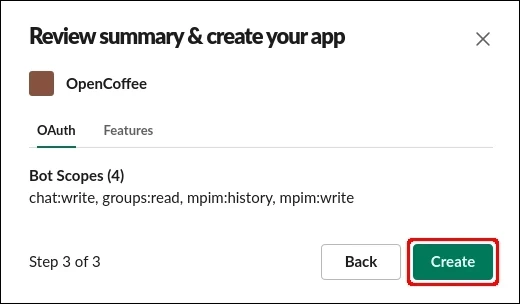 Review summary & create your app
OpenCoffee
OAuth Features
Bot Scopes (4)
chat:write, groups:read, mpim:history, mpim:write
Step 3 of 3 Back Create